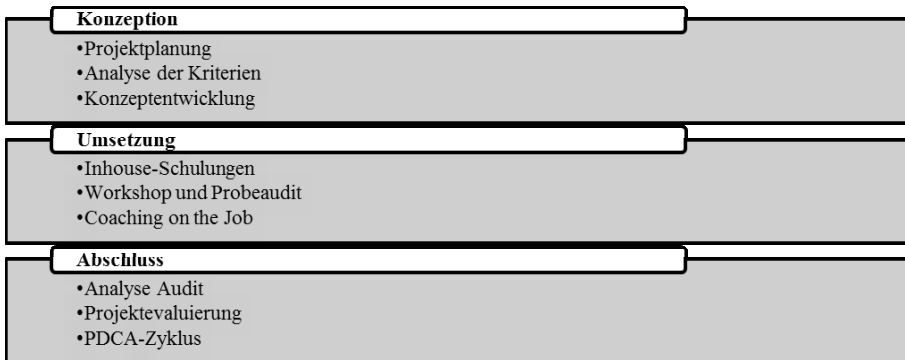 Konzeption
•Projektplanung
•Analyse der Kriterien
•Konzeptentwicklung
Umsetzung
•Inhouse-Schulungen
•Workshop und Probeaudit
•Coaching on the Job
Abschluss
•Analyse Audit
•Projektevaluierung
•PDCA-Zyklus